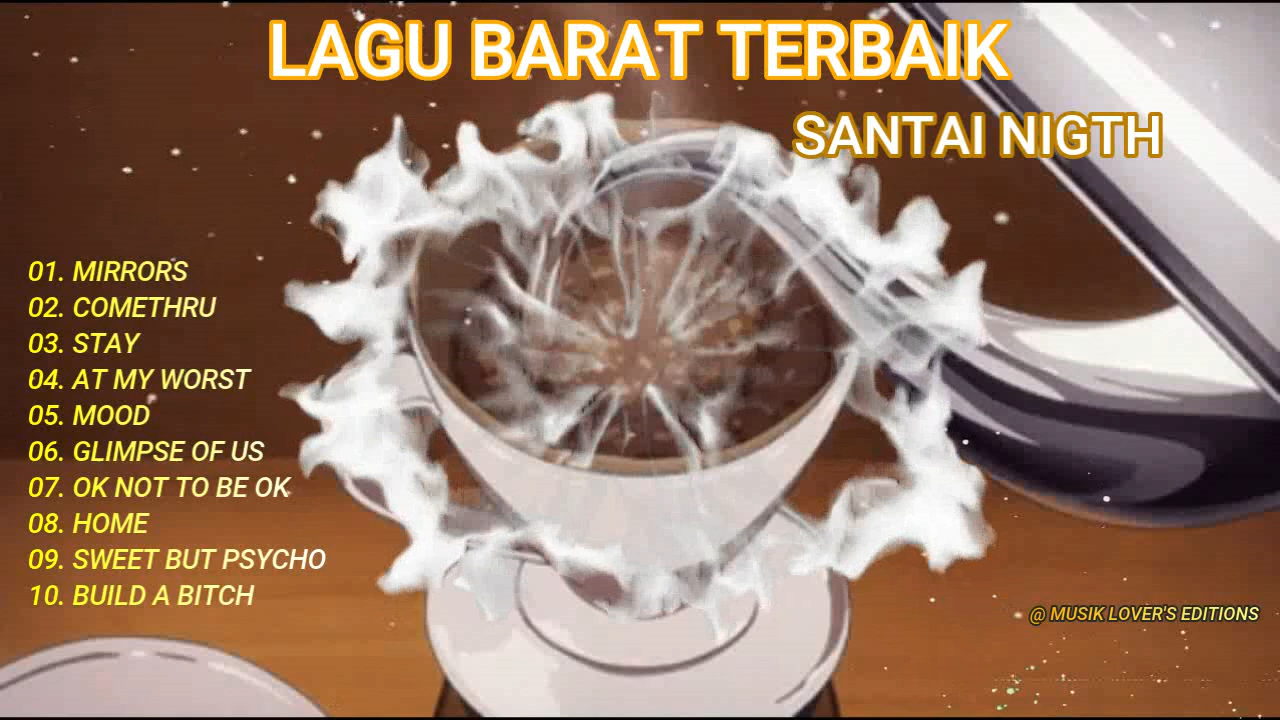 LAGU BARAT TERBAIK
SANTAI NIGTH
01. MIRRORS
02. COMETHRU
03. STAY
04. AT MY WORST
05. MOOD
06. GLIMPSE OF US
07. OK NOT TO BE OK
08. HOME
09. SWEET BUT PSYCHO
10. BUILD A BITCH
@ MUSIK LOVER'S EDITIONS